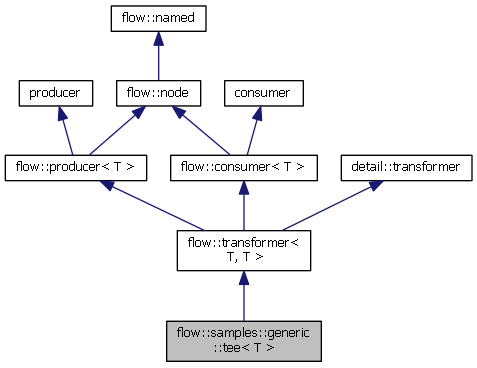 flow::named
producer
flow::node
consumer
flow::producer< T >
flow::consumer< T >
detail::transformer
flow::transformer<
T, T >
flow::samples::generic
::tee< T >